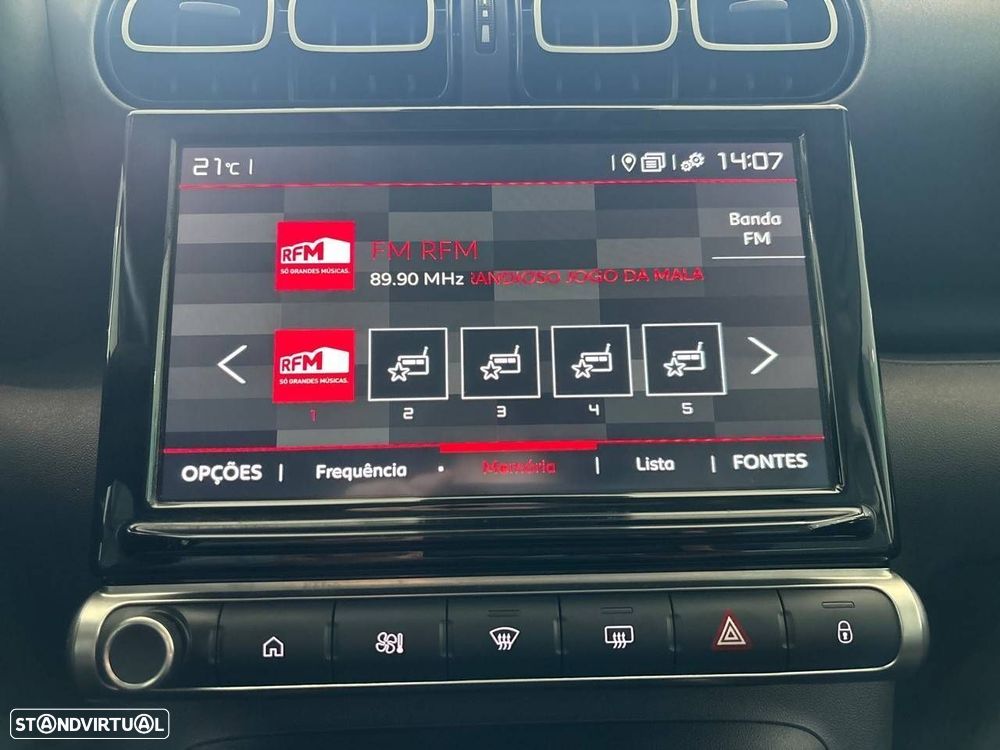 21°C
14:07
Banda
FM
RFM
SÓ GRANDES MÚSICAS.
FM RFM
89.90 MHz RANDIOSO JOGO DA MALA
RFM
SÓ GRANDES MÚSICAS.
1 2 3 4 5
OPÇÕES | Frequência • Memória | Lista | FONTES
STANDVIRTUAL